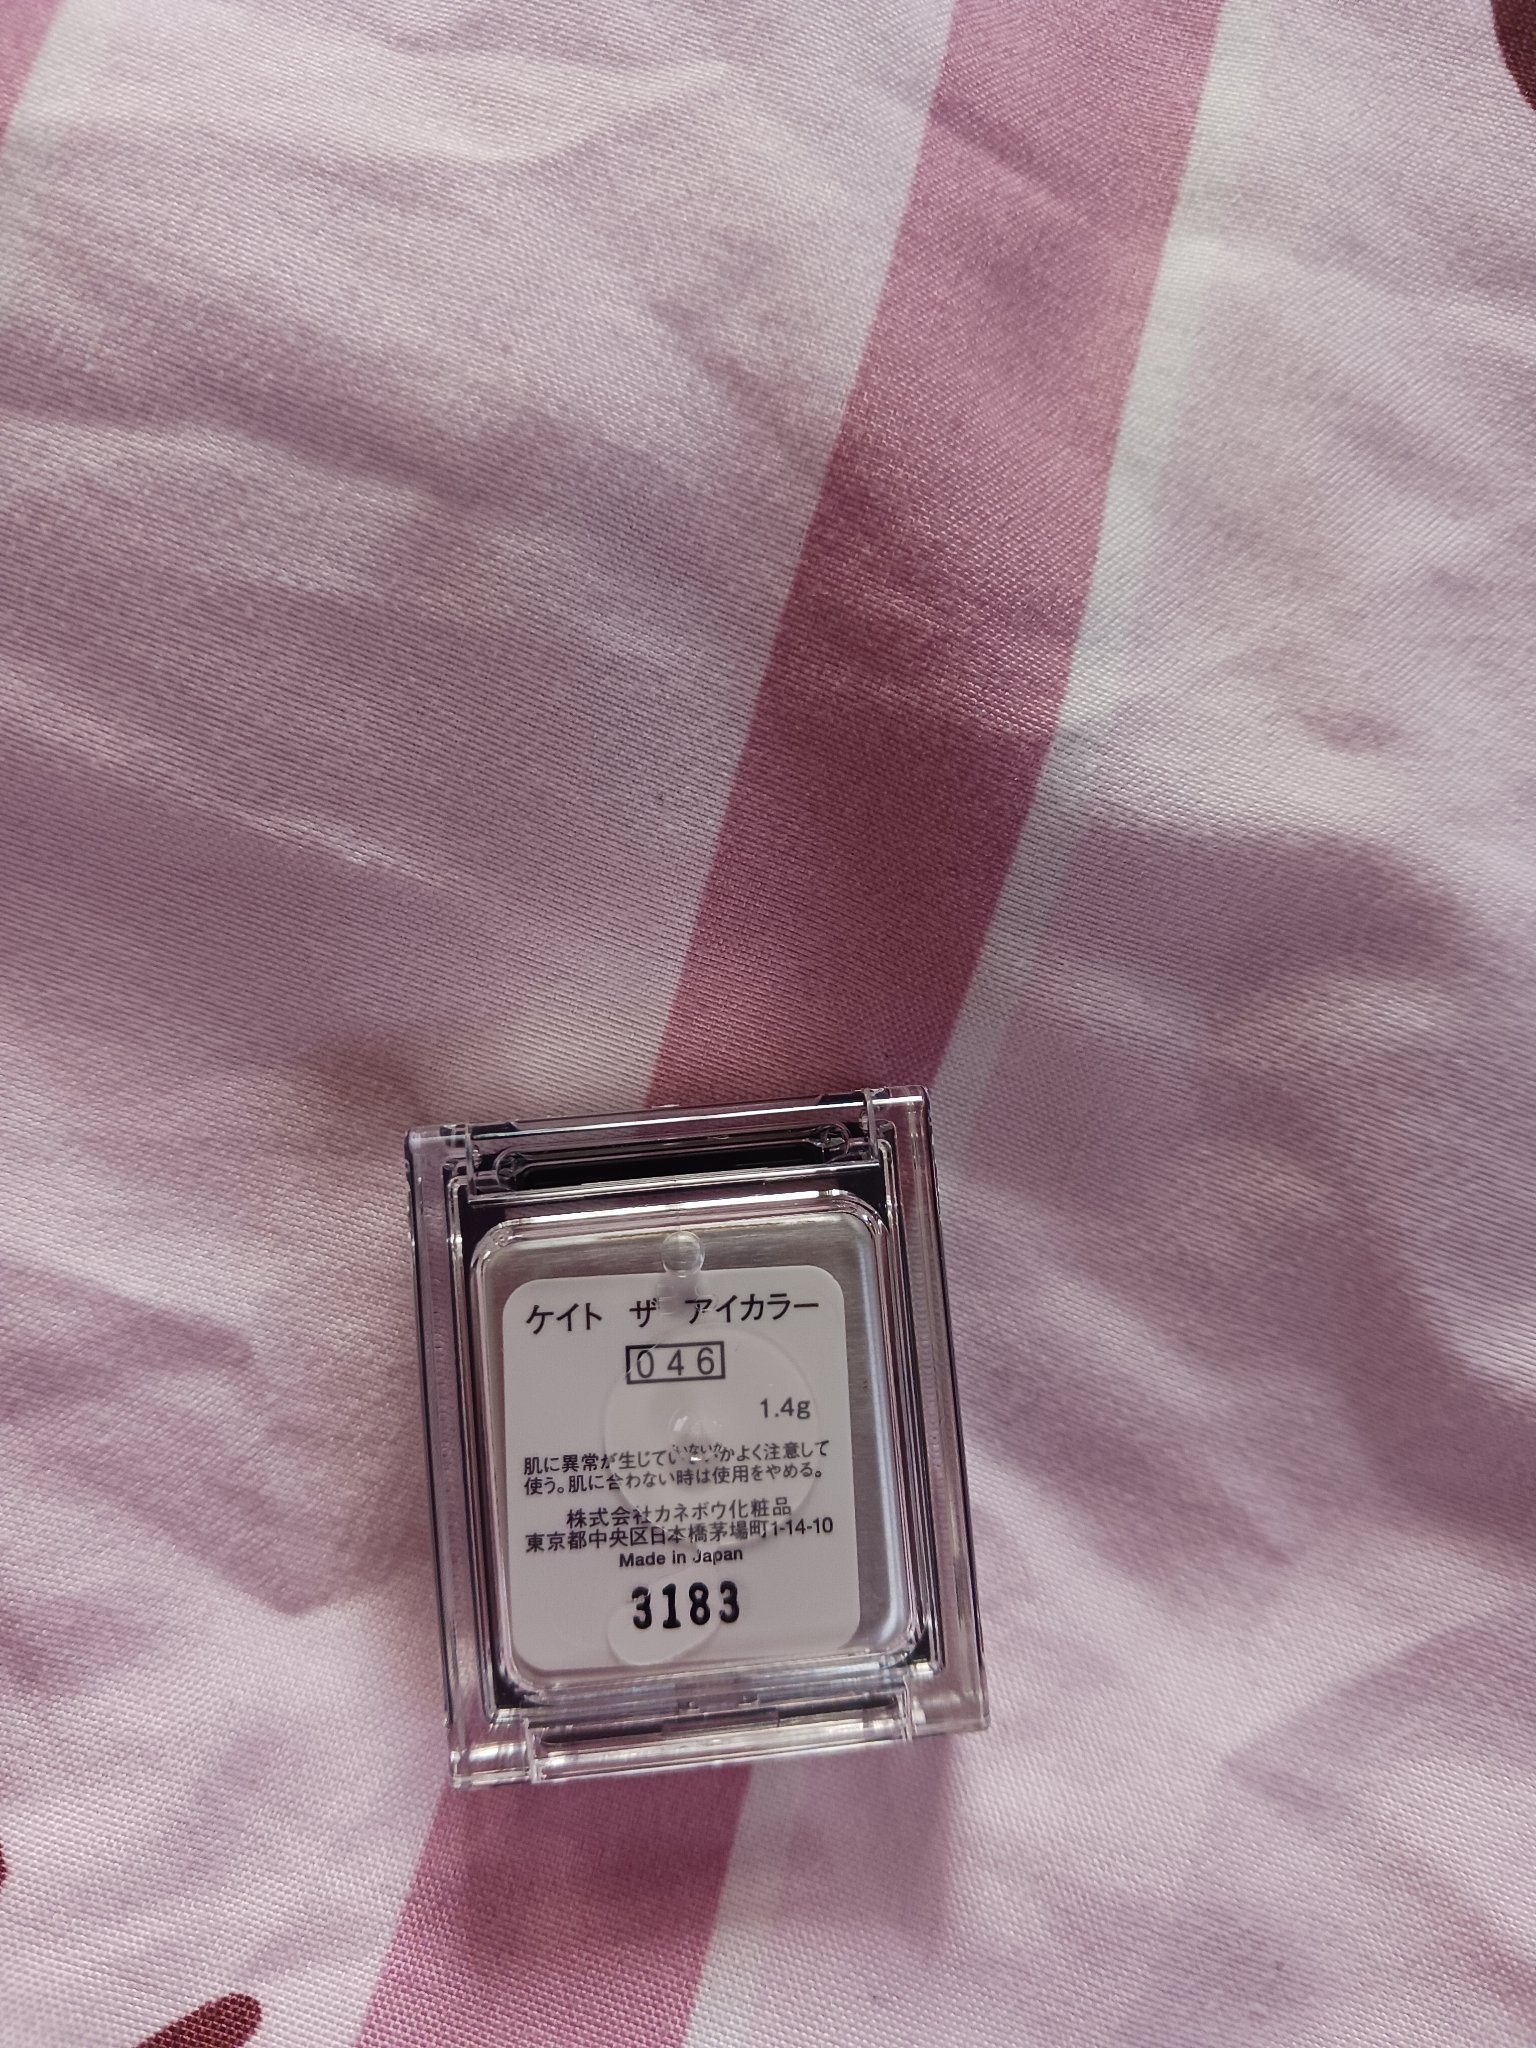 ケイト ザ アイカラー
046
1.4g
肌に異常が生じていないかよく注意して
使う。肌に合わない時は使用をやめる。
株式会社カネボウ化粧品
東京都中央区日本橋茅場町1-14-10
Made in Japan
3183